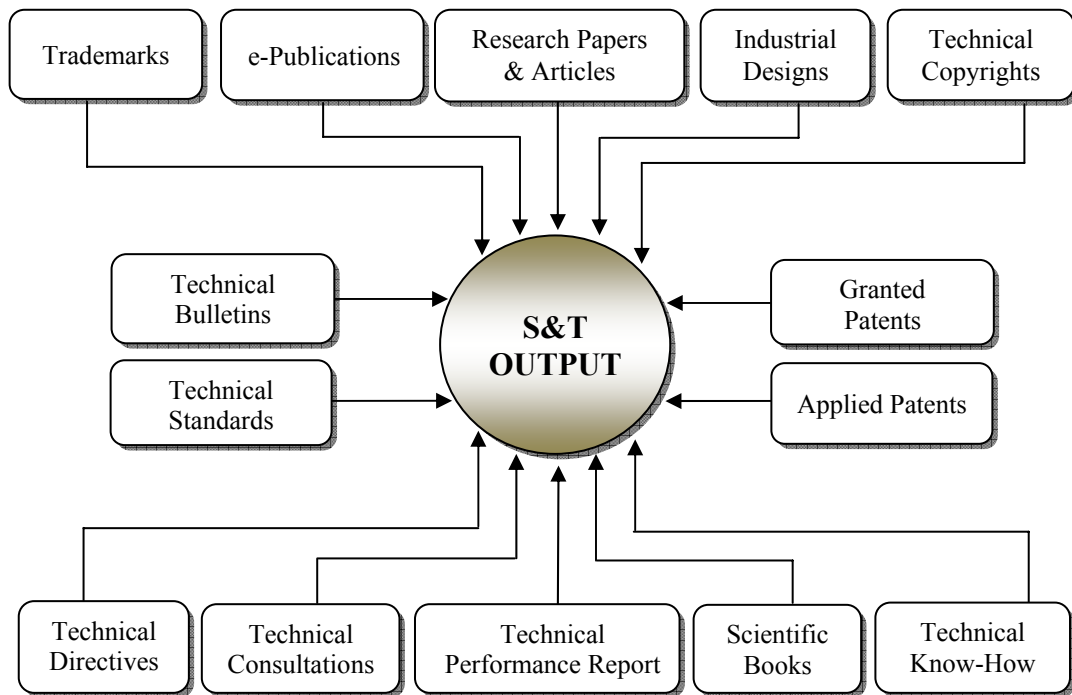 Trademarks
e-Publications
Research Papers
& Articles
Industrial
Designs
Technical
Copyrights
Technical
Bulletins
S&T
OUTPUT
Granted
Patents
Technical
Standards
Applied Patents
Technical
Directives
Technical
Consultations
Technical
Performance Report
Scientific
Books
Technical
Know-How